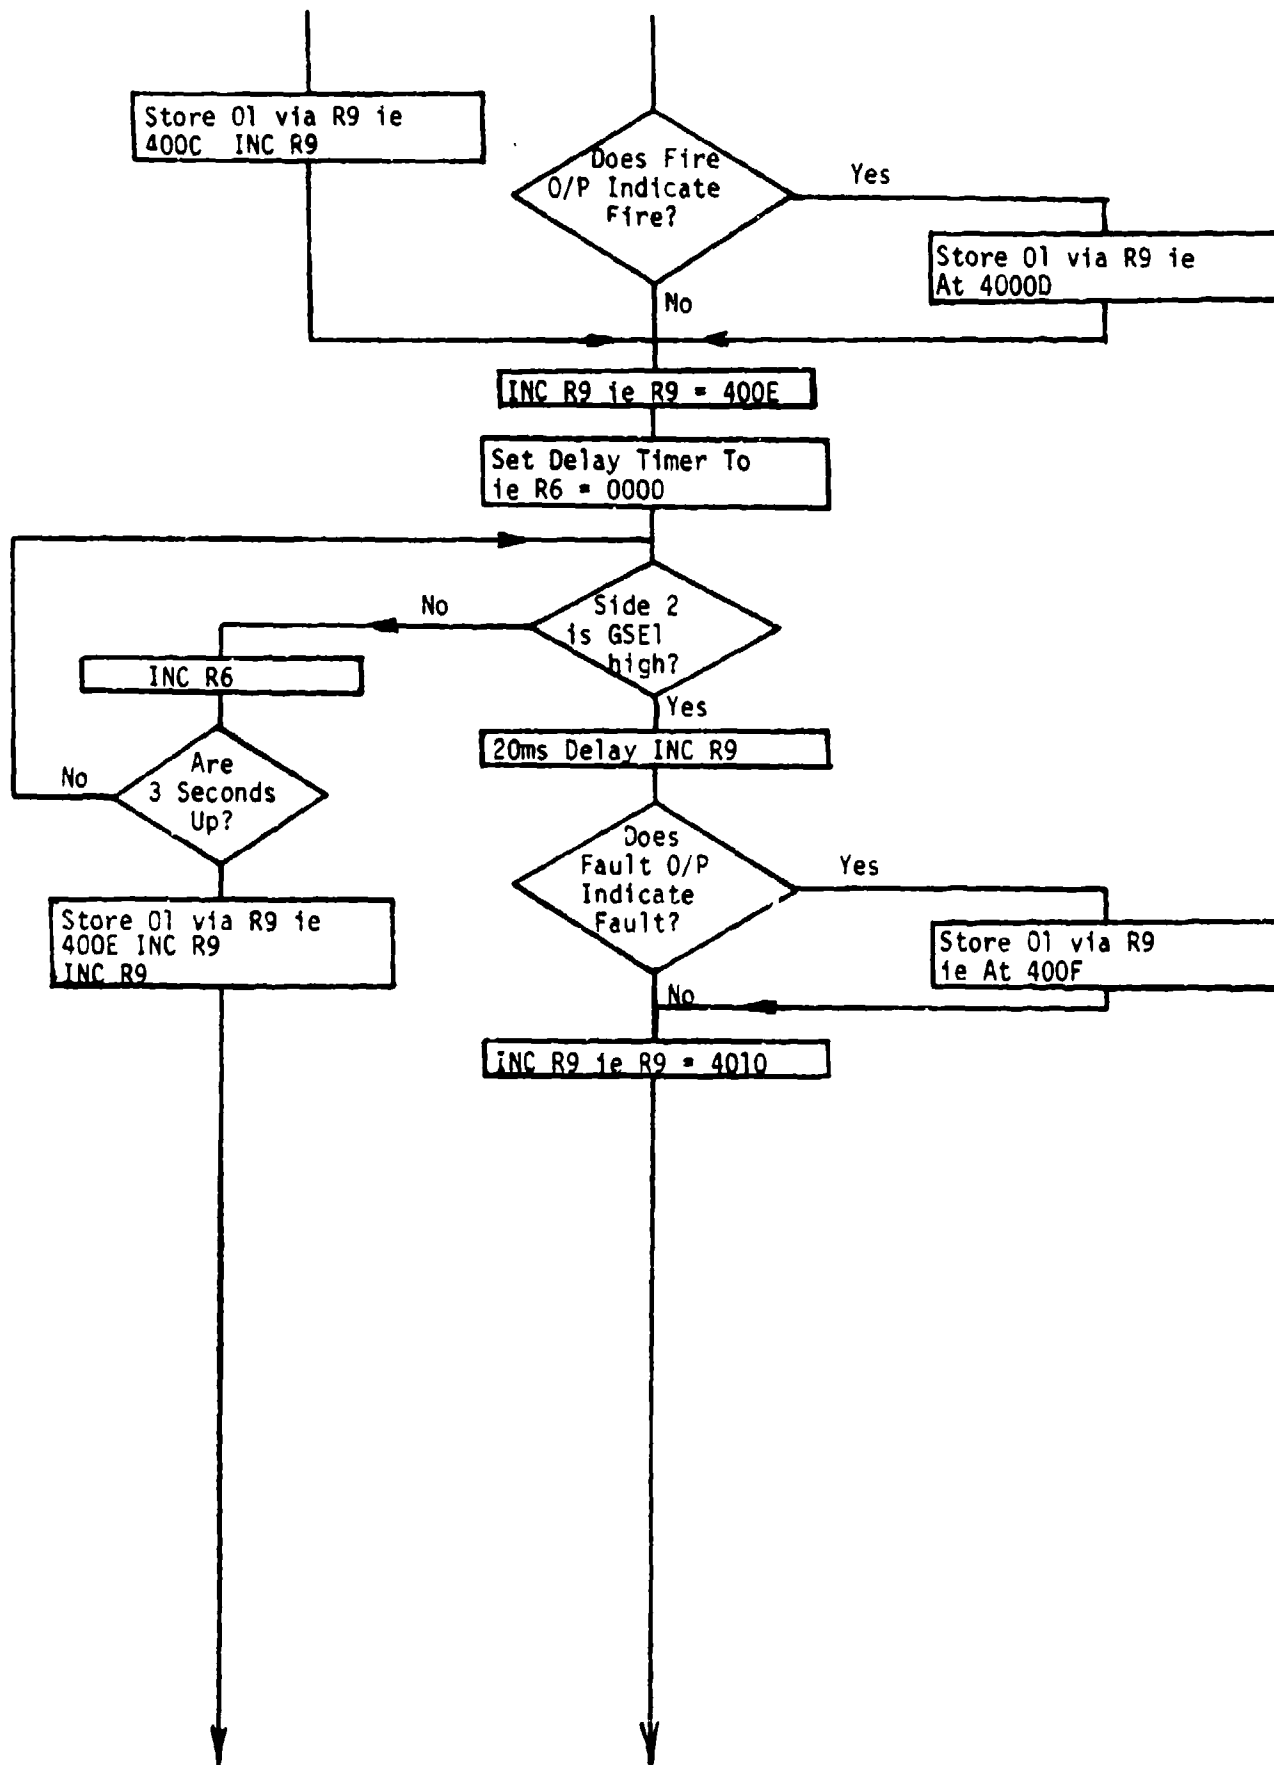 Store 01 via R9 ie
400C INC R9
Does Fire
O/P Indicate
Fire?
Yes
Store 01 via R9 ie
At 4000D
No
INC R9 ie R9 = 400E
Set Delay Timer To
ie R6 = 0000
No
Side 2
is GSE1
high?
INC R6
Yes
20ms Delay INC R9
Are
3 Seconds
Up?
No
Does
Fault O/P
Indicate
Fault?
Yes
Store 01 via R9 ie
400E INC R9
INC R9
Store 01 via R9
ie At 400F
No
INC R9 ie R9 = 4010